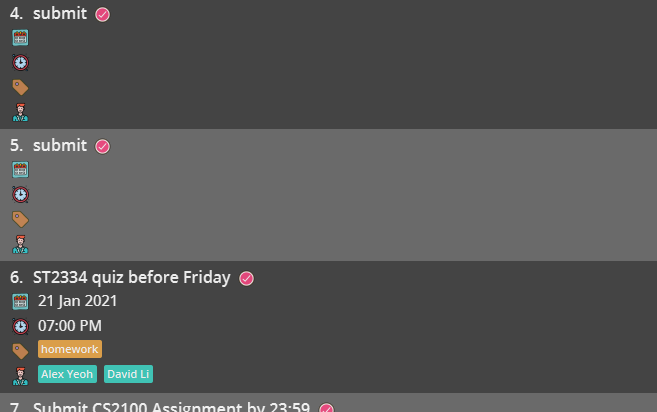 4. submit
5. submit
6. ST2334 quiz before Friday
21 Jan 2021
07:00 PM
homework
Alex Yeoh David Li
7. Submit CS2100 Assignment by 23:59